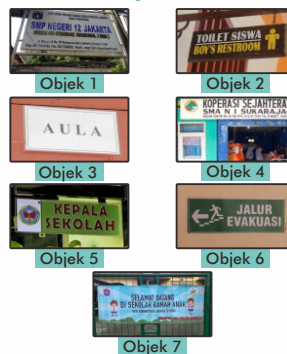 SMP NEGERI 12 JAKARTA
Objek 1
TOILET SISWA
BOY'S RESTROOM
Objek 2
AULA
Objek 3
KOPERASI SEJAHTERA
SMA N 1 SUKARAJA
Objek 4
KEPALA
SEKOLAH
Objek 5
JALUR
EVAKUASI
Objek 6
SELAMAT DATANG
DI SEKOLAH RAMAH ANAK
Objek 7